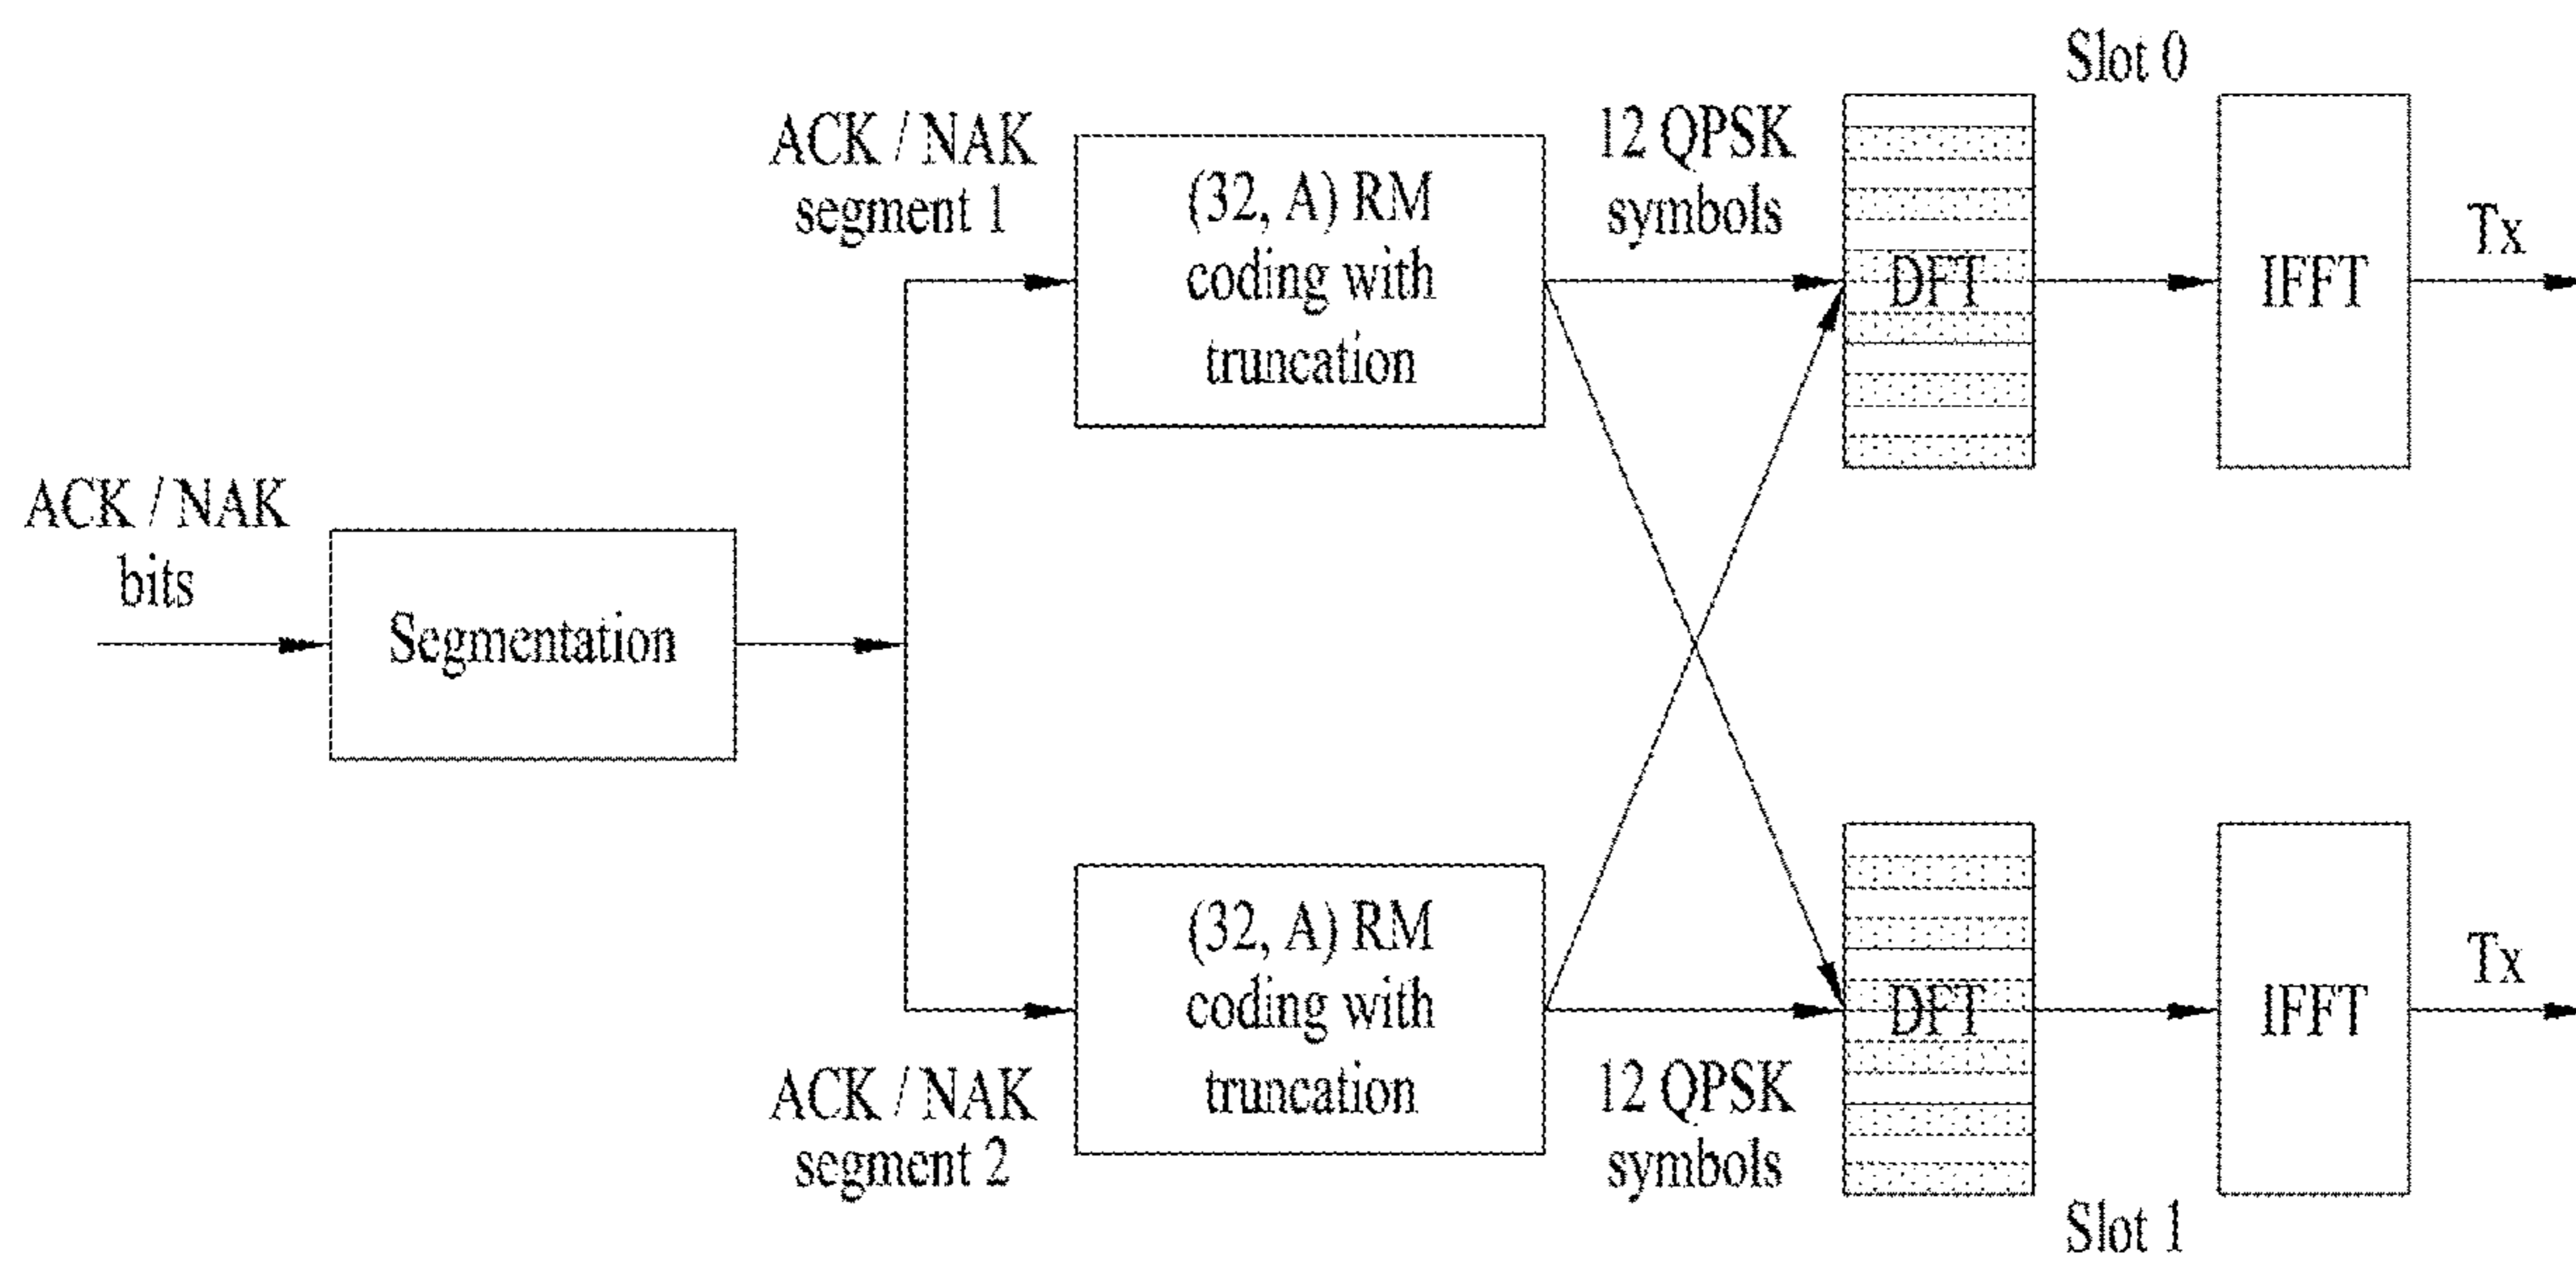 Slot 0
ACK / NAK
segment 1
(32, A) RM
coding with
truncation
12 QPSK
symbols
DFT
IFFT
Tx
ACK / NAK
bits
Segmentation
(32, A) RM
coding with
truncation
ACK / NAK
segment 2
12 QPSK
symbols
DFT
IFFT
Tx
Slot 1